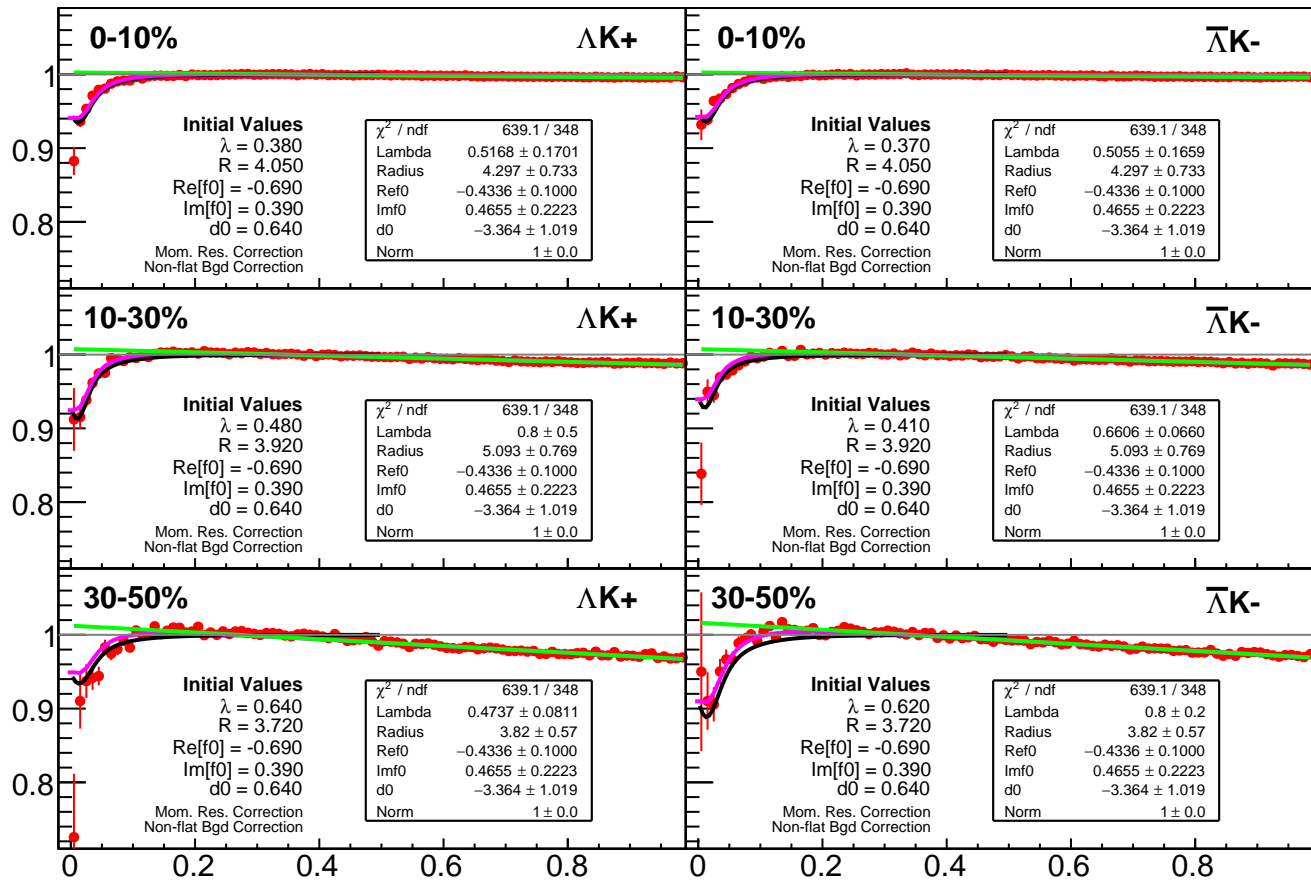 0-10%
ΛK+
1
0.9
0.8
Initial Values
λ = 0.380
R = 4.050
Re[f0] = -0.690
Im[f0] = 0.390
d0 = 0.640
Mom. Res. Correction
Non-flat Bgd Correction
χ² / ndf 639.1 / 348
Lambda 0.5168 ± 0.1701
Radius 4.297 ± 0.733
Ref0 −0.4336 ± 0.1000
Imf0 0.4655 ± 0.2223
d0 −3.364 ± 1.019
Norm 1 ± 0.0
0-10%
Λ̅K-
Initial Values
λ = 0.370
R = 4.050
Re[f0] = -0.690
Im[f0] = 0.390
d0 = 0.640
Mom. Res. Correction
Non-flat Bgd Correction
χ² / ndf 639.1 / 348
Lambda 0.5055 ± 0.1659
Radius 4.297 ± 0.733
Ref0 −0.4336 ± 0.1000
Imf0 0.4655 ± 0.2223
d0 −3.364 ± 1.019
Norm 1 ± 0.0
10-30%
ΛK+
1
0.9
0.8
Initial Values
λ = 0.480
R = 3.920
Re[f0] = -0.690
Im[f0] = 0.390
d0 = 0.640
Mom. Res. Correction
Non-flat Bgd Correction
χ² / ndf 639.1 / 348
Lambda 0.8 ± 0.5
Radius 5.093 ± 0.769
Ref0 −0.4336 ± 0.1000
Imf0 0.4655 ± 0.2223
d0 −3.364 ± 1.019
Norm 1 ± 0.0
10-30%
Λ̅K-
Initial Values
λ = 0.410
R = 3.920
Re[f0] = -0.690
Im[f0] = 0.390
d0 = 0.640
Mom. Res. Correction
Non-flat Bgd Correction
χ² / ndf 639.1 / 348
Lambda 0.6606 ± 0.0660
Radius 5.093 ± 0.769
Ref0 −0.4336 ± 0.1000
Imf0 0.4655 ± 0.2223
d0 −3.364 ± 1.019
Norm 1 ± 0.0
30-50%
ΛK+
1
0.9
0.8
Initial Values
λ = 0.640
R = 3.720
Re[f0] = -0.690
Im[f0] = 0.390
d0 = 0.640
Mom. Res. Correction
Non-flat Bgd Correction
χ² / ndf 639.1 / 348
Lambda 0.4737 ± 0.0811
Radius 3.82 ± 0.57
Ref0 −0.4336 ± 0.1000
Imf0 0.4655 ± 0.2223
d0 −3.364 ± 1.019
Norm 1 ± 0.0
30-50%
Λ̅K-
Initial Values
λ = 0.620
R = 3.720
Re[f0] = -0.690
Im[f0] = 0.390
d0 = 0.640
Mom. Res. Correction
Non-flat Bgd Correction
χ² / ndf 639.1 / 348
Lambda 0.8 ± 0.2
Radius 3.82 ± 0.57
Ref0 −0.4336 ± 0.1000
Imf0 0.4655 ± 0.2223
d0 −3.364 ± 1.019
Norm 1 ± 0.0
0 0.2 0.4 0.6 0.8 0 0.2 0.4 0.6 0.8